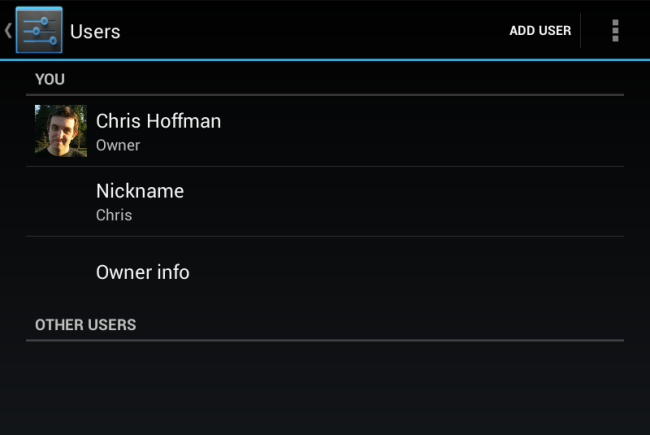 Users
ADD USER
YOU
Chris Hoffman
Owner
Nickname
Chris
Owner info
OTHER USERS